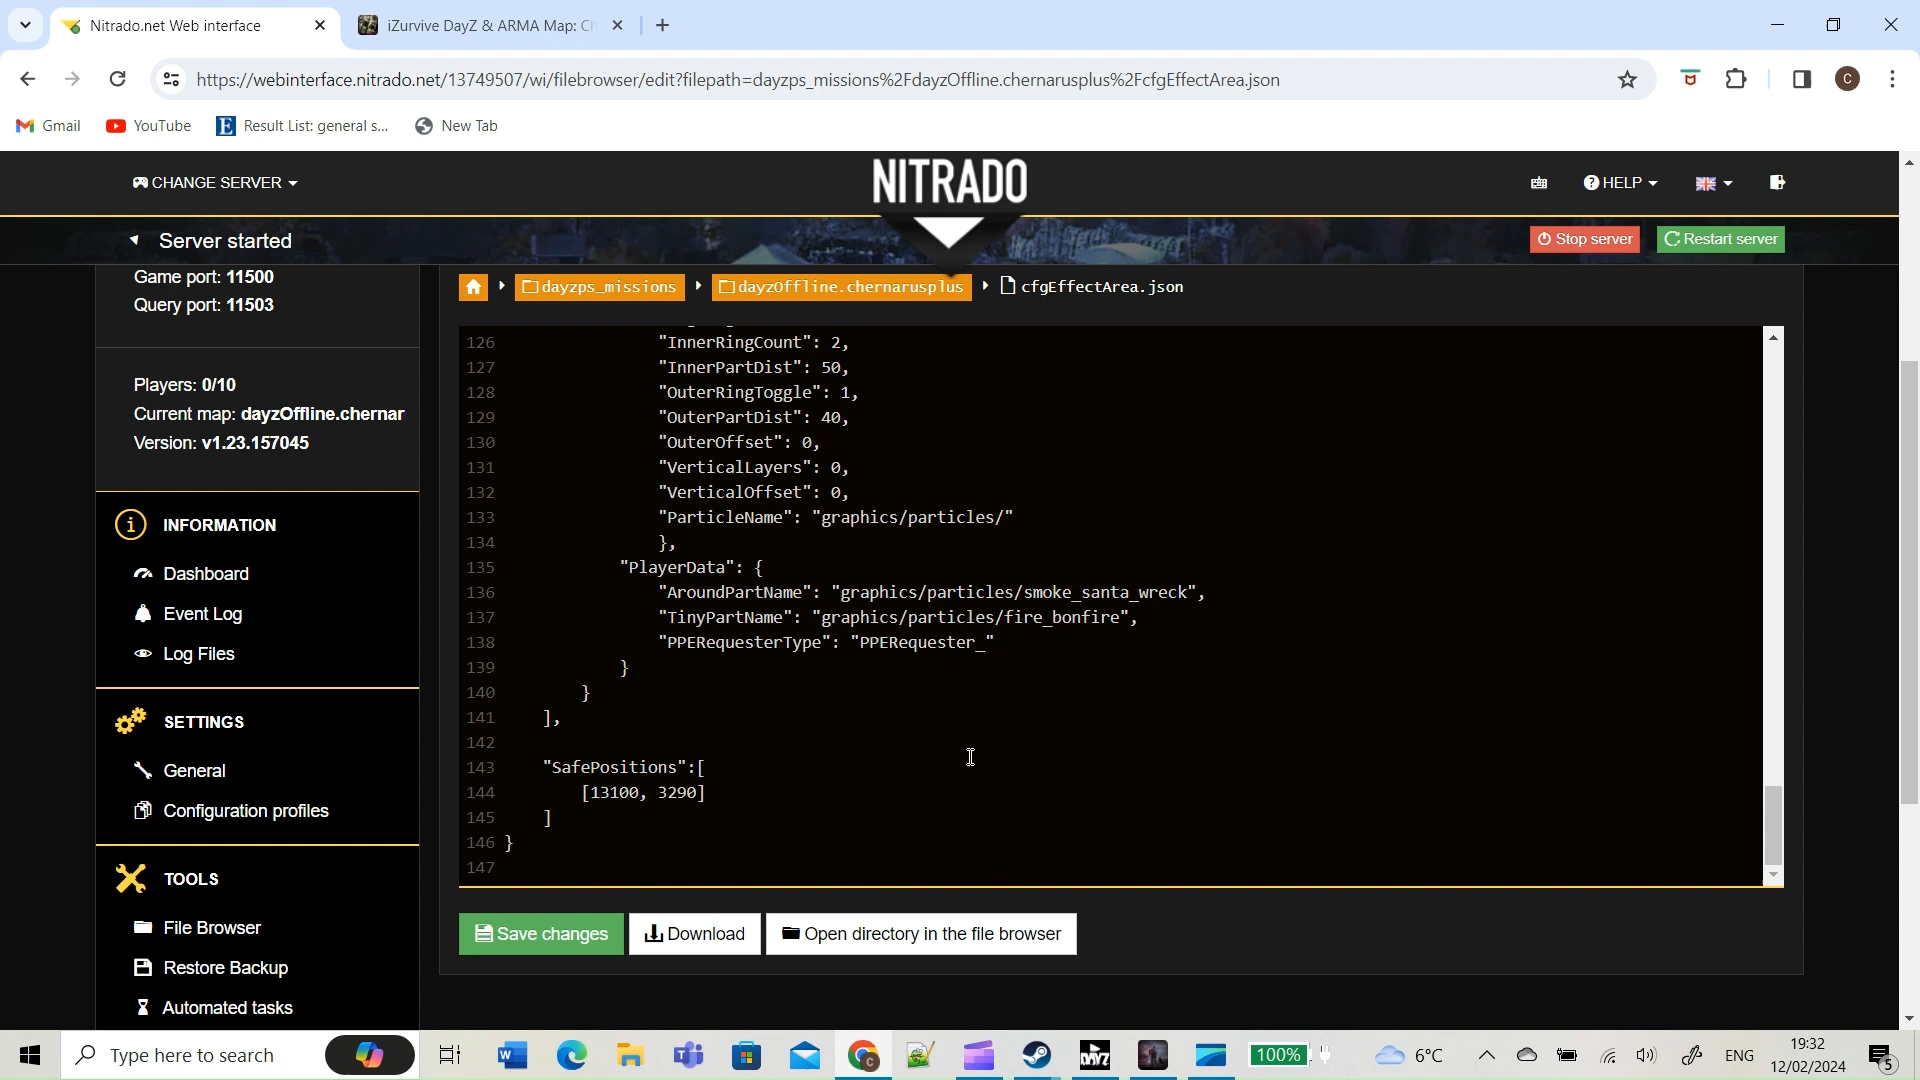 Nitrado.net Web interface
iZurvive DayZ & ARMA Map: Ch
https://webinterface.nitrado.net/13749507/wi/filebrowser/edit?filepath=dayzps_missions%2FdayzOffline.chernarusplus%2FcfgEffectArea.json
C
Gmail
YouTube
E Result List: general s...
New Tab
CHANGE SERVER
NITRADO
HELP
Server started
Stop server
Restart server
Game port: 11500
Query port: 11503
dayzps_missions
dayzOffline.chernarusplus
cfgEffectArea.json
Players: 0/10
Current map: dayzOffline.chernar
Version: v1.23.157045
INFORMATION
Dashboard
Event Log
Log Files
SETTINGS
General
Configuration profiles
TOOLS
File Browser
Restore Backup
Automated tasks
126 "InnerRingCount": 2,
127 "InnerPartDist": 50,
128 "OuterRingToggle": 1,
129 "OuterPartDist": 40,
130 "OuterOffset": 0,
131 "VerticalLayers": 0,
132 "VerticalOffset": 0,
133 "ParticleName": "graphics/particles/"
134 },
135 "PlayerData": {
136 "AroundPartName": "graphics/particles/smoke_santa_wreck",
137 "TinyPartName": "graphics/particles/fire_bonfire",
138 "PPERequesterType": "PPERequester_"
139 }
140 }
141 ],
142
143 "SafePositions":[
144 [13100, 3290]
145 ]
146 }
147
Save changes
Download
Open directory in the file browser
Type here to search
DAYZ
100%
6°C
ENG
19:32
12/02/2024
5